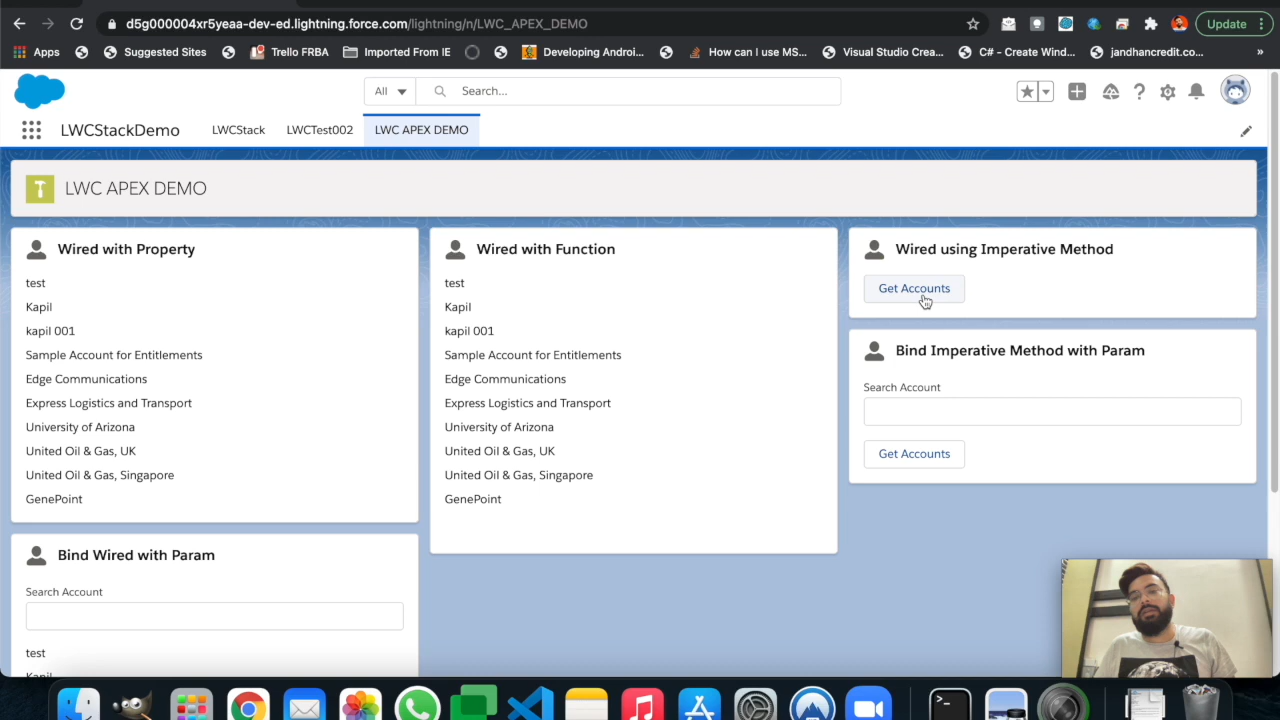 d5g000004xr5yeaa-dev-ed.lightning.force.com/lightning/n/LWC_APEX_DEMO
Update
Apps
Suggested Sites
Trello FRBA
Imported From IE
Developing Androi...
How can I use MS...
Visual Studio Crea...
C# - Create Wind...
jandhancredit.com...
»
All
Search...
LWCStackDemo
LWCStack
LWCTest002
LWC APEX DEMO
LWC APEX DEMO
Wired with Property
test
Kapil
kapil 001
Sample Account for Entitlements
Edge Communications
Express Logistics and Transport
University of Arizona
United Oil & Gas, UK
United Oil & Gas, Singapore
GenePoint
Wired with Function
test
Kapil
kapil 001
Sample Account for Entitlements
Edge Communications
Express Logistics and Transport
University of Arizona
United Oil & Gas, UK
United Oil & Gas, Singapore
GenePoint
Wired using Imperative Method
Get Accounts
Bind Imperative Method with Param
Search Account
Get Accounts
Bind Wired with Param
Search Account
test
Kapil